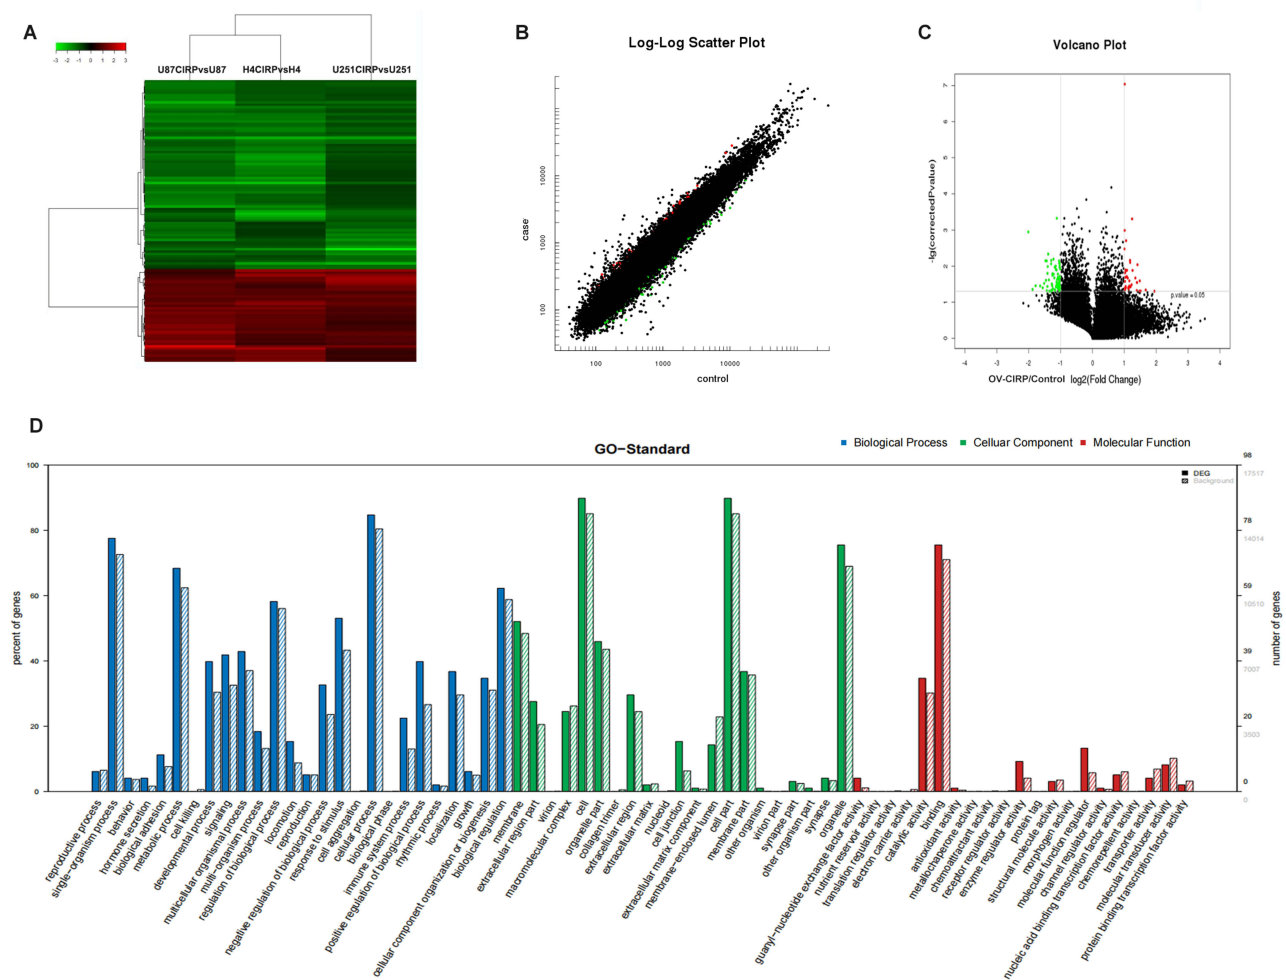 A
-3 -2 -1 0 1 2 3
U87CIRPvsU87 H4CIRPvsH4 U251CIRPvsU251
B
Log-Log Scatter Plot
case
10000
1000
100
100 1000 10000
control
C
Volcano Plot
-lg(correctedPvalue)
7
6
5
4
3
2
1
0
p.value = 0.05
-4 -3 -2 -1 0 1 2 3 4
OV-CIRP/Control log2(Fold Change)
D
GO-Standard
Biological Process Celluar Component Molecular Function
DEG
Background
percent of genes
100
80
60
40
20
0
98
17517
78
14014
59
10510
39
7007
20
3503
0
0
number of genes
reproductive process
single-organism process
behavior
hormone secretion
biological adhesion
metabolic process
cell killing
developmental process
signaling
multicellular organismal process
multi-organism process
regulation of biological process
locomotion
reproduction
negative regulation of biological process
response to stimulus
cell aggregation
cellular process
biological phase
immune system process
positive regulation of biological process
rhythmic process
localization
growth
cellular component organization or biogenesis
biological regulation
membrane
extracellular region part
virion
macromolecular complex
cell
organelle part
collagen trimer
extracellular region
extracellular matrix
nucleoid
cell junction
extracellular matrix component
membrane-enclosed lumen
cell part
membrane part
other organism
virion part
synapse part
other organism part
synapse
organelle
guanyl-nucleotide exchange factor activity
nutrient reservoir activity
translation regulator activity
electron carrier activity
catalytic activity
binding
antioxidant activity
metallochaperone activity
chemoattractant activity
receptor regulator activity
enzyme regulator activity
protein tag
structural molecule activity
morphogen activity
molecular function regulator
channel regulator activity
nucleic acid binding transcription factor activity
chemorepellent activity
transporter activity
molecular transducer activity
protein binding transcription factor activity